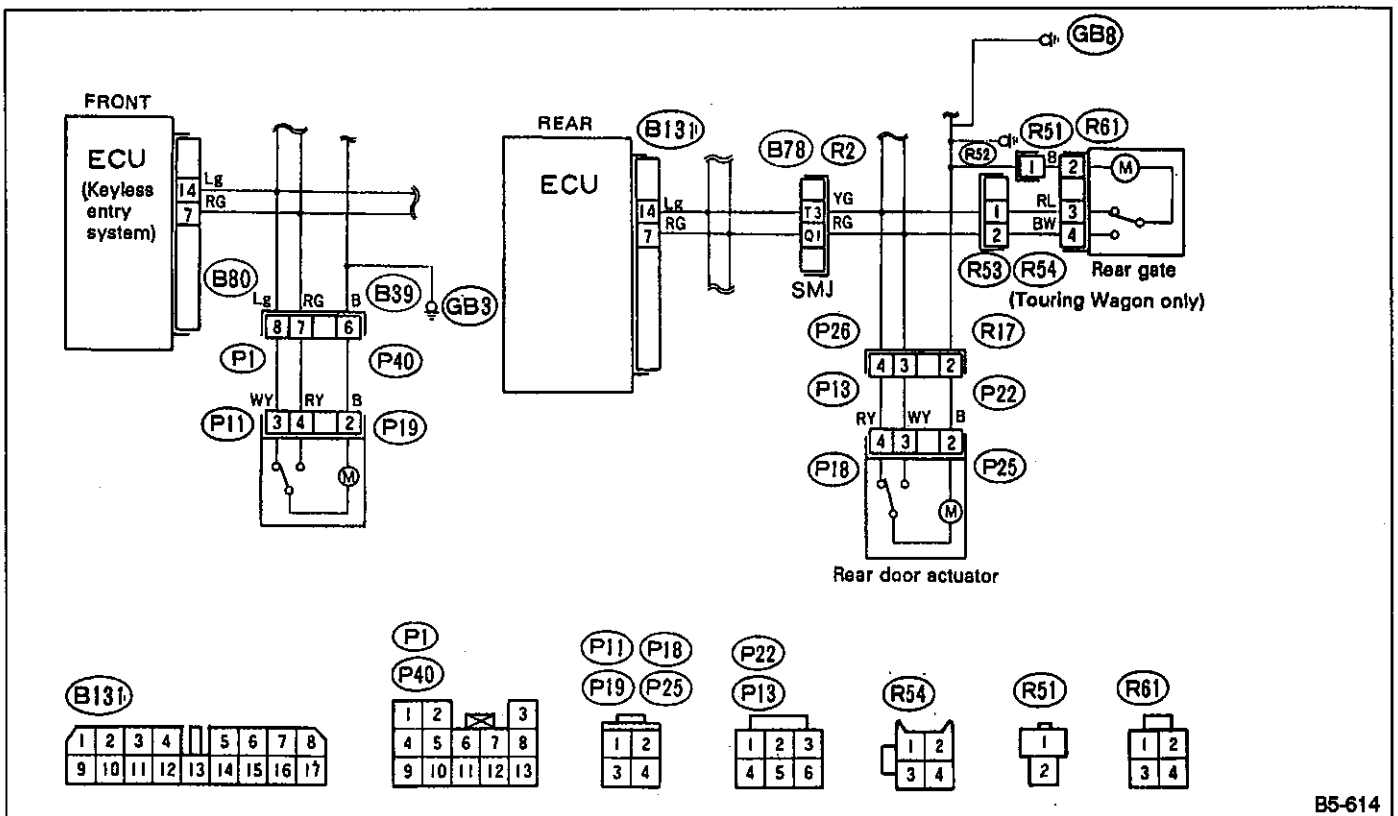 FRONT
ECU
(Keyless
entry
system)
14 Lg
7 RG
B80
Lg RG B
B39
GB3
8 7 6
P1
P40
WY RY B
P11
3 4 2
P19
M
REAR
ECU
B131
14 Lg
7 RG
B78 R2
T3 YG
Q1 RG
SMJ
GB8
R51 R61
R52
1 B 2 M
1 RL 3
2 BW 4
R53 R54
Rear gate
(Touring Wagon only)
P26
R17
4 3 2
P13
P22
RY WY B
4 3 2
P18
P25
M
Rear door actuator
B131
1 2 3 4 5 6 7 8
9 10 11 12 13 14 15 16 17
P1
P40
1 2 3
4 5 6 7 8
9 10 11 12 13
P11 P18
P19 P25
1 2
3 4
P22
P13
1 2 3
4 5 6
R54
1 2
3 4
R51
1
2
R61
1 2
3 4
B5-614